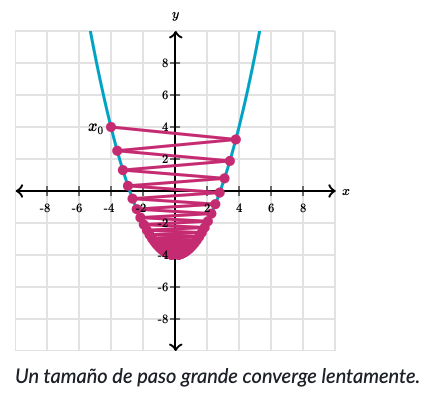 y
8
6
4
x₀
2
-8 -6 -4 -2 2 4 6 8 x
-2
-4
-6
-8
Un tamaño de paso grande converge lentamente.